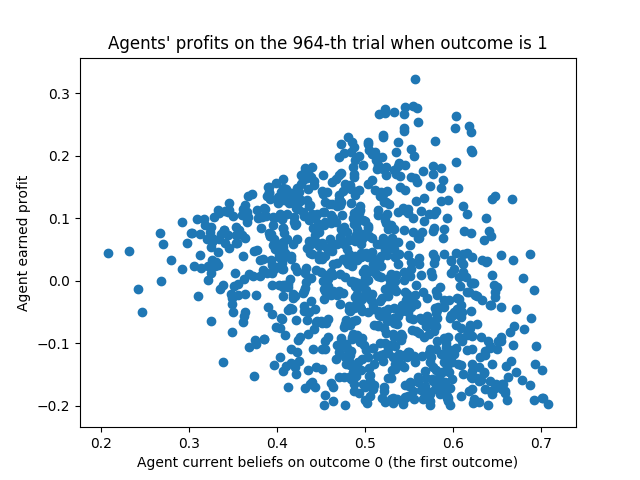 Agents' profits on the 964-th trial when outcome is 1
Agent earned profit
0.3
0.2
0.1
0.0
−0.1
−0.2
0.2 0.3 0.4 0.5 0.6 0.7
Agent current beliefs on outcome 0 (the first outcome)